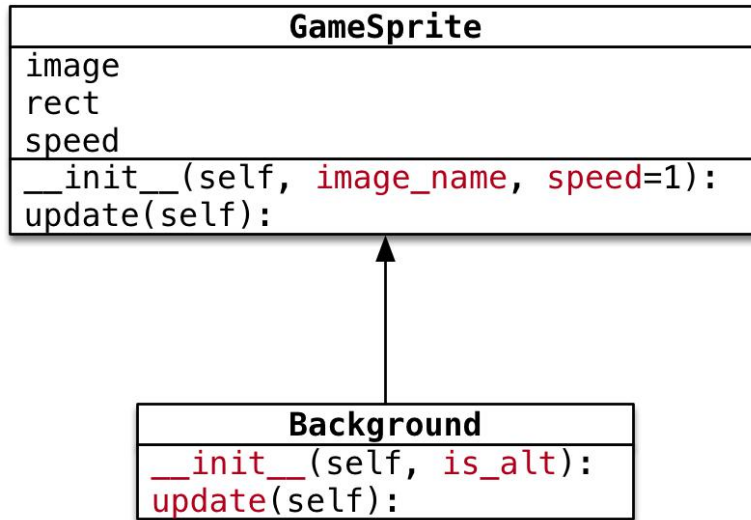 GameSprite
image
rect
speed
__init__(self, image_name, speed=1):
update(self):
Background
__init__(self, is_alt):
update(self):